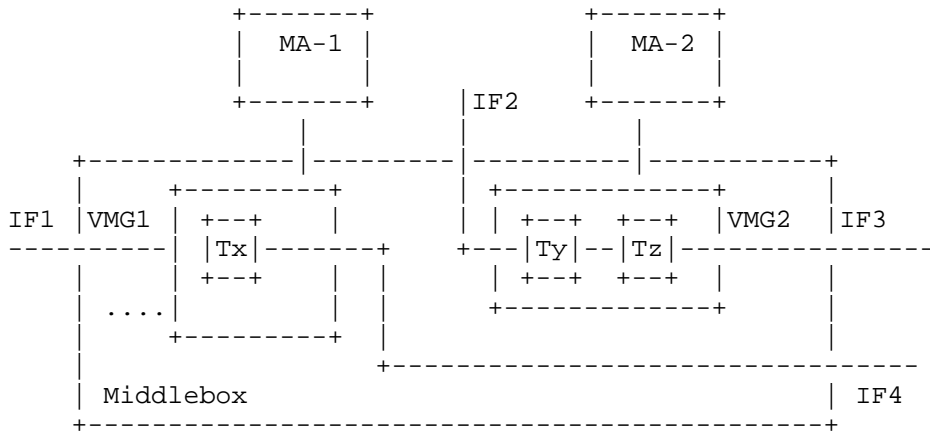 MA-1 MA-2
IF2
IF1 VMG1 VMG2 IF3
Tx Ty Tz
....
Middlebox IF4